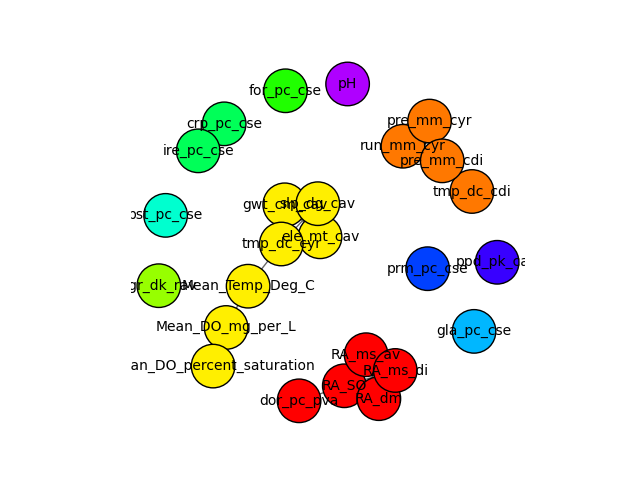 pH
for_pc_cse
pre_mm_cyr
crp_pc_cse
run_mm_cyr
ire_pc_cse
pre_mm_cdi
tmp_dc_cdi
gwt_cm_cav
slp_dg_cav
pst_pc_cse
ele_mt_cav
tmp_dc_cyr
ppd_pk_ca
prm_pc_cse
gr_dk_rav
Mean_Temp_Deg_C
Mean_DO_mg_per_L
gla_pc_cse
RA_ms_av
an_DO_percent_saturation
RA_ms_di
RA_SO
RA_dm
dor_pc_pva